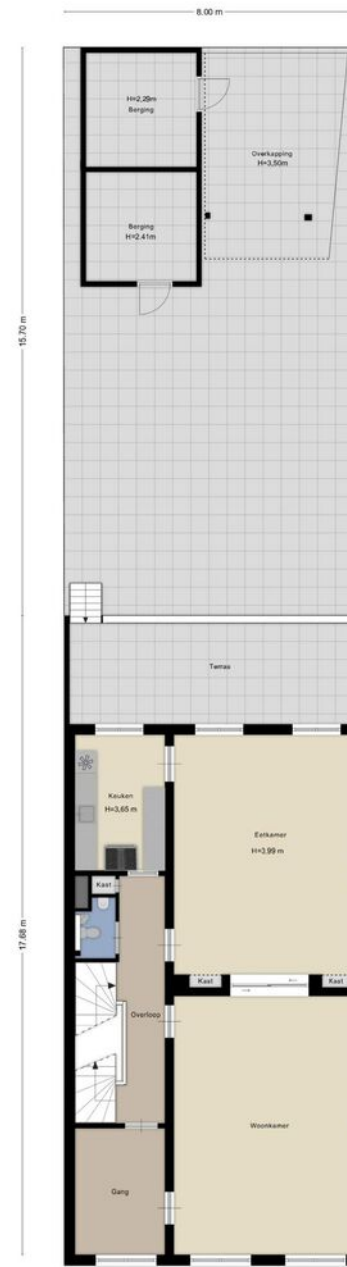 8.00 m
H=2,29m
Berging
Overkapping
H=3,50m
Berging
H=2.41m
15.70 m
Terras
Keuken
H=3,65 m
Eetkamer
H=3,99 m
Kast
17.68 m
Kast
Kast
Overloop
Woonkamer
Gang